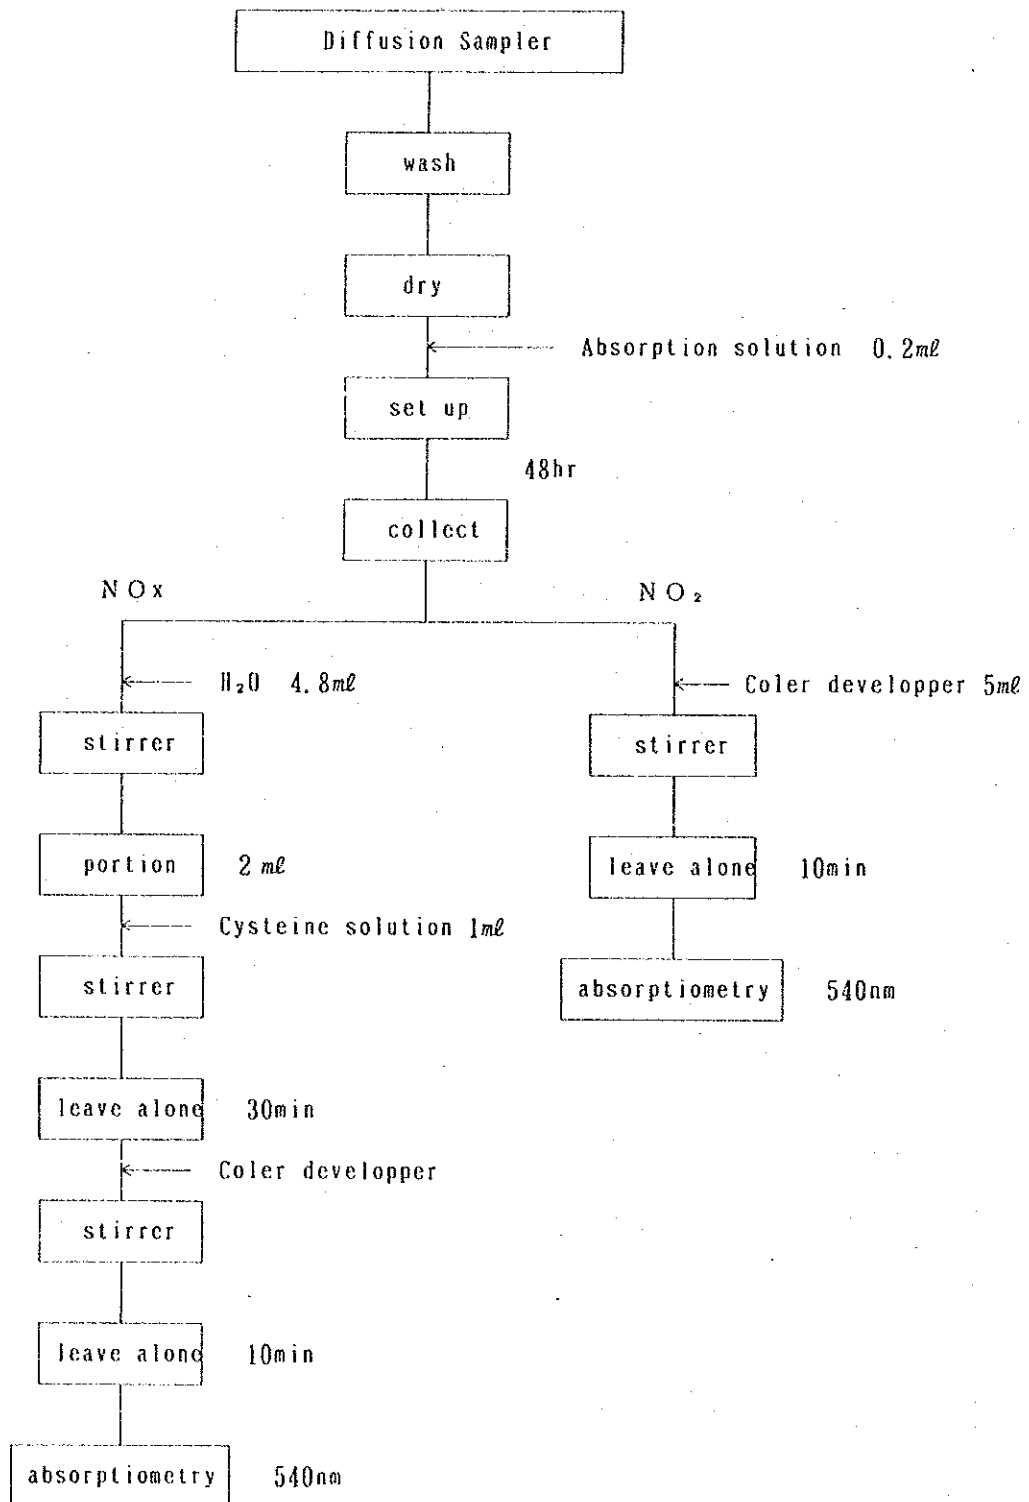 Diffusion Sampler
wash
dry
Absorption solution 0.2mℓ
set up
48hr
collect
NOx
NO₂
H₂O 4.8mℓ
Coler developper 5mℓ
stirrer
stirrer
portion 2mℓ
leave alone 10min
Cysteine solution 1mℓ
stirrer
absorptiometry 540nm
leave alone 30min
Coler developper
stirrer
leave alone 10min
absorptiometry 540nm